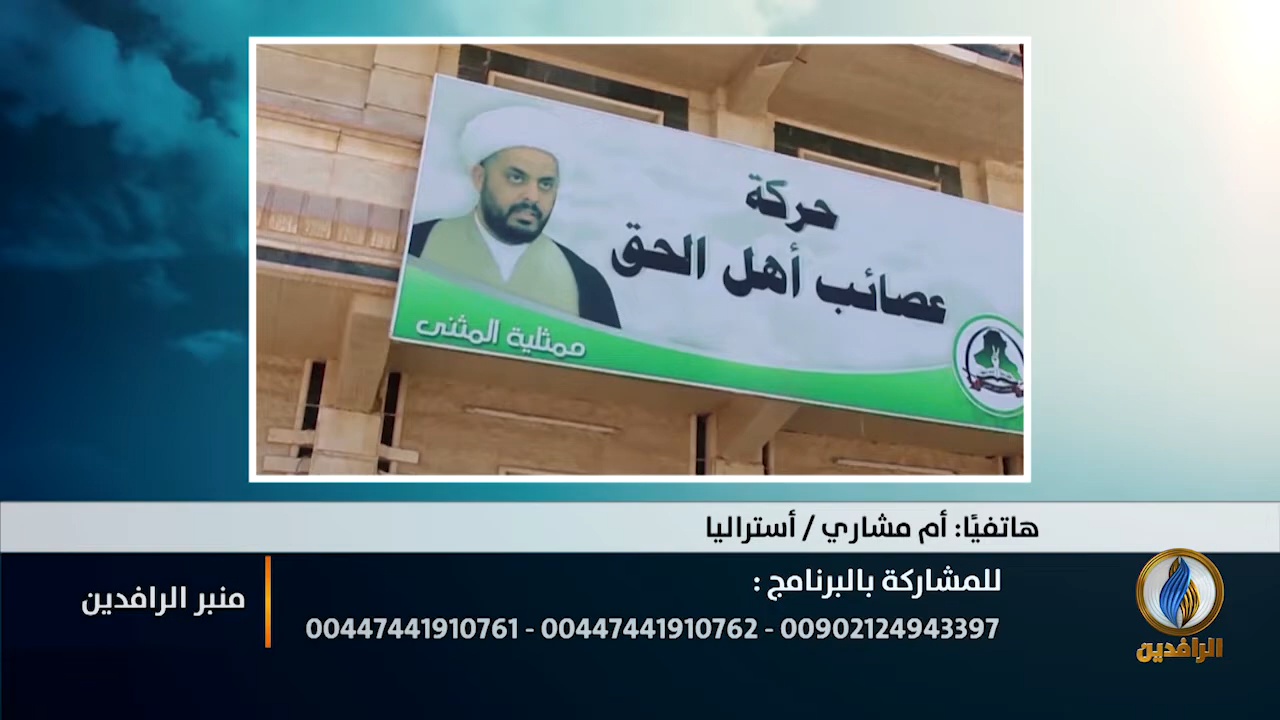 حركة
عصائب أهل الحق
ممثلية المثنى
هاتفيًا: أم مشاري / أستراليا
للمشاركة بالبرنامج :
00447441910761 - 00447441910762 - 00902124943397
منبر الرافدين
الرافدين